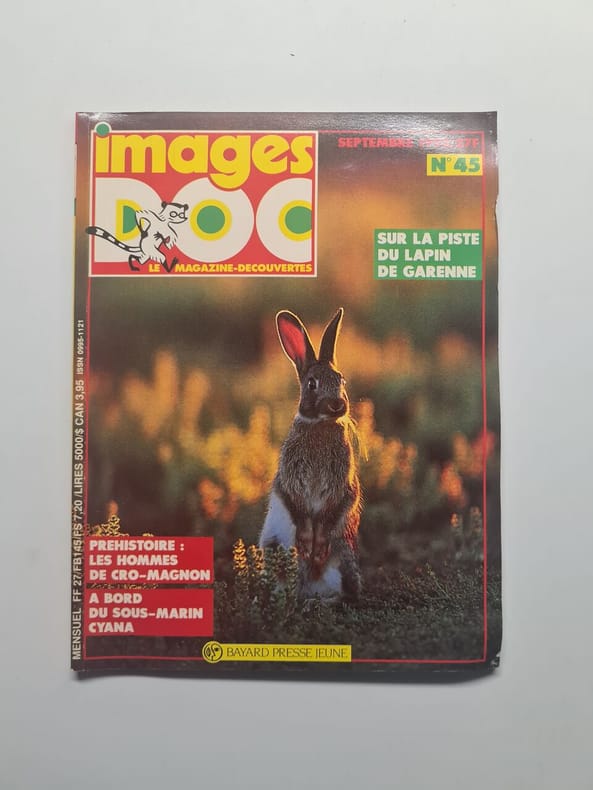 images
DOC
LE MAGAZINE-DECOUVERTES
SEPTEMBRE
N°45
SUR LA PISTE
DU LAPIN
DE GARENNE
MENSUEL FF 27/FB145/FS 7,20 /LIRES 5000/$ CAN 3,95 ISSN 0995-1121
PREHISTOIRE :
LES HOMMES
DE CRO-MAGNON
A BORD
DU SOUS-MARIN
CYANA
BAYARD PRESSE JEUNE